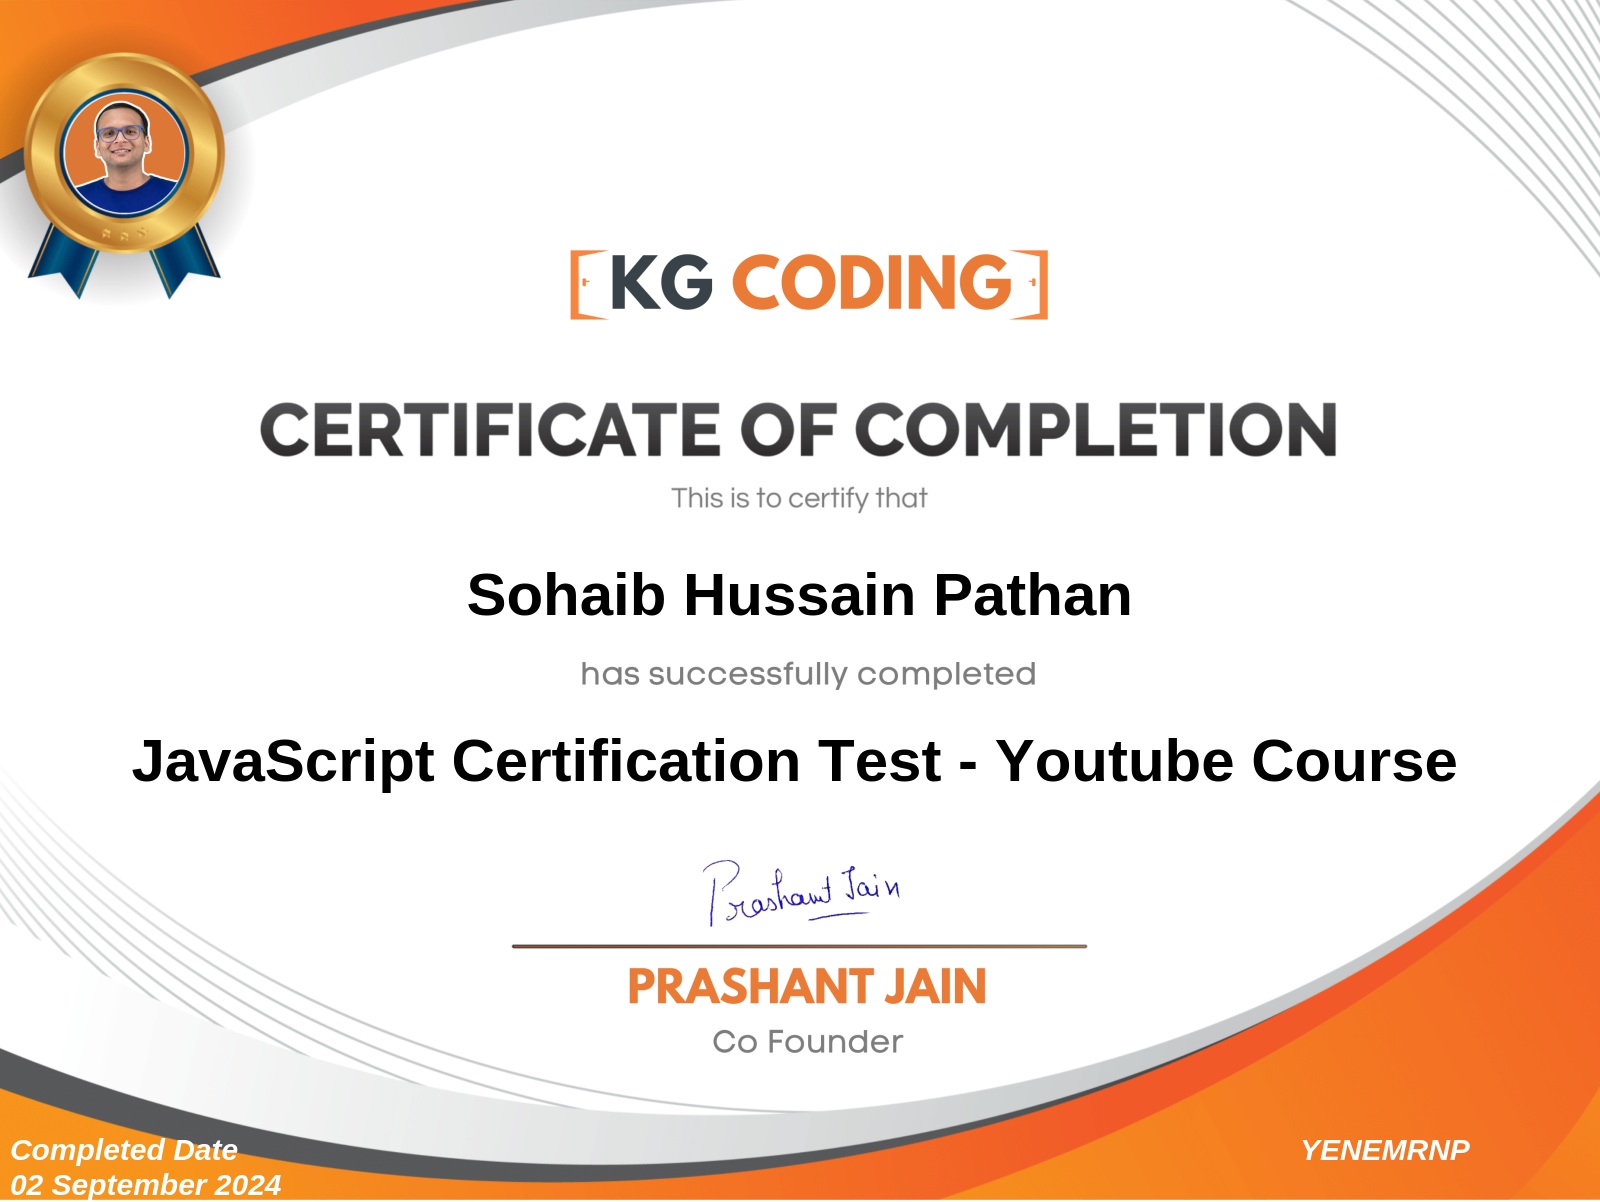 KG CODING
CERTIFICATE OF COMPLETION
This is to certify that
Sohaib Hussain Pathan
has successfully completed
JavaScript Certification Test - Youtube Course
Prashant Jain
PRASHANT JAIN
Co Founder
Completed Date
02 September 2024
YENEMRNP